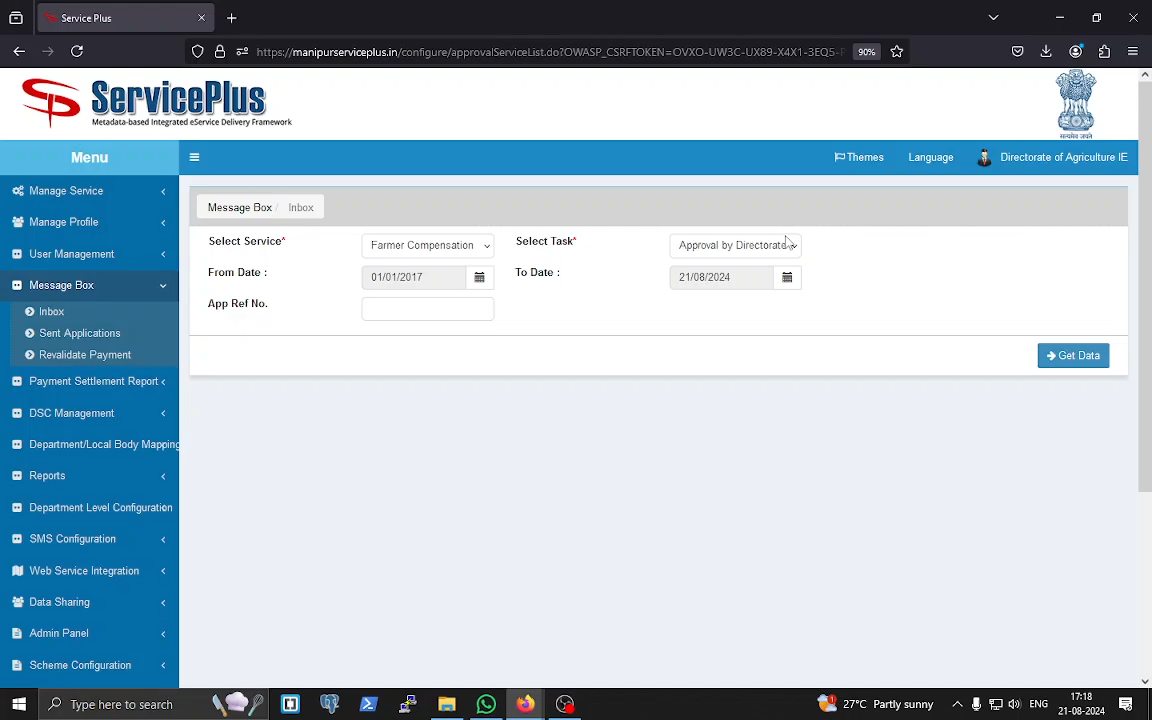 Service Plus
https://manipurserviceplus.in/configure/approvalServiceList.do?OWASP_CSRFTOKEN=OVXO-UW3C-UX89-X4X1-3EQ5-P
90%
ServicePlus
Metadata-based Integrated eService Delivery Framework
सत्यमेव जयते
Menu
Themes
Language
Directorate of Agriculture IE
Manage Service
Manage Profile
User Management
Message Box
Inbox
Sent Applications
Revalidate Payment
Payment Settlement Report
DSC Management
Department/Local Body Mapping
Reports
Department Level Configuration
SMS Configuration
Web Service Integration
Data Sharing
Admin Panel
Scheme Configuration
Message Box / Inbox
Select Service*
Farmer Compensation
Select Task*
Approval by Directorate
From Date :
01/01/2017
To Date :
21/08/2024
App Ref No.
Get Data
Type here to search
1
27°C Partly sunny
ENG
17:18
21-08-2024